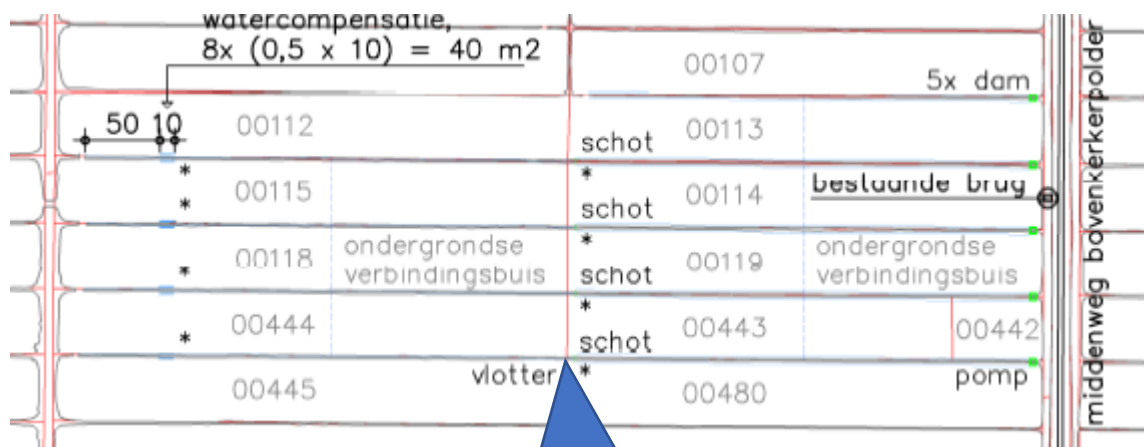 watercompensatie,
8x (0,5 x 10) = 40 m2
00107
5x dam
50 10
00112
schot
00113
*
*
00115
*
schot
00114
bestaande brug
*
*
00118
ondergrondse
verbindingsbuis
schot
00119
ondergrondse
verbindingsbuis
*
*
00444
schot
00443
00442
vlotter
*
pomp
00445
00480
middenweg bovenkerkerpolder